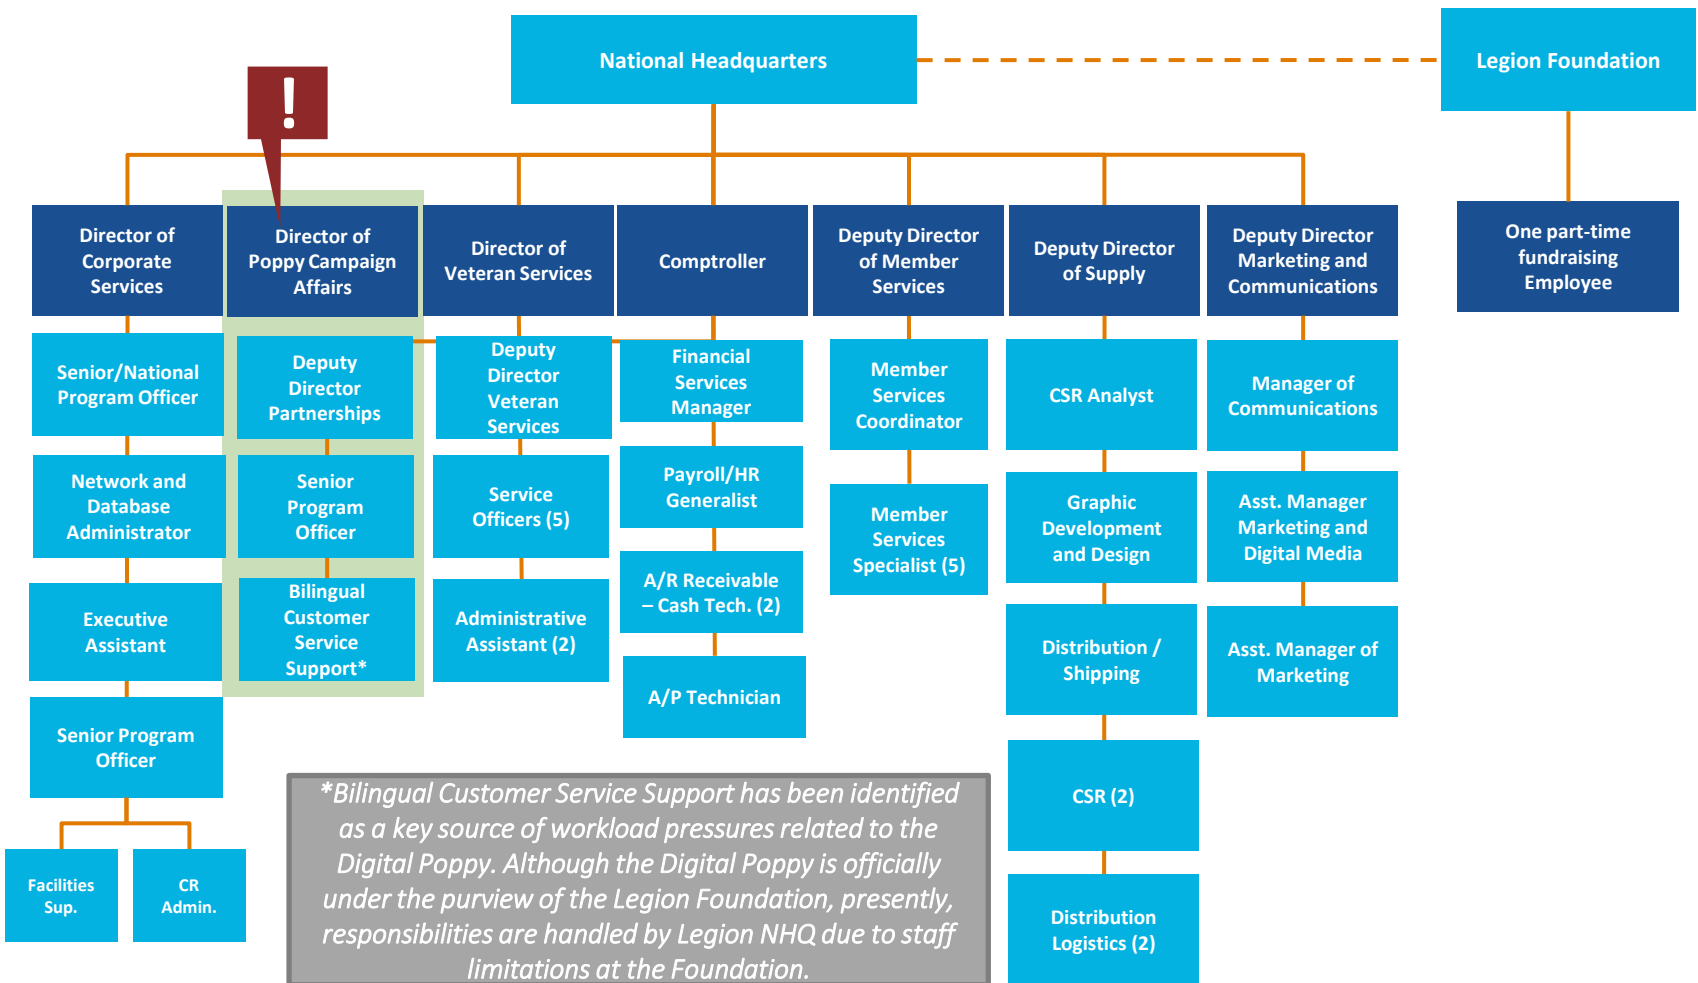 National Headquarters
Legion Foundation
!
Director of
Corporate
Services
Director of
Poppy Campaign
Affairs
Director of
Veteran Services
Comptroller
Deputy Director
of Member
Services
Deputy Director
of Supply
Deputy Director
Marketing and
Communications
One part-time
fundraising
Employee
Senior/National
Program Officer
Network and
Database
Administrator
Executive
Assistant
Senior Program
Officer
Facilities
Sup.
CR
Admin.
Deputy
Director
Partnerships
Senior
Program
Officer
Bilingual
Customer
Service
Support*
Deputy
Director
Veteran
Services
Service
Officers (5)
Administrative
Assistant (2)
Financial
Services
Manager
Payroll/HR
Generalist
A/R Receivable
– Cash Tech. (2)
A/P Technician
Member
Services
Coordinator
Member
Services
Specialist (5)
CSR Analyst
Graphic
Development
and Design
Distribution /
Shipping
CSR (2)
Distribution
Logistics (2)
Manager of
Communications
Asst. Manager
Marketing and
Digital Media
Asst. Manager of
Marketing
*Bilingual Customer Service Support has been identified
as a key source of workload pressures related to the
Digital Poppy. Although the Digital Poppy is officially
under the purview of the Legion Foundation, presently,
responsibilities are handled by Legion NHQ due to staff
limitations at the Foundation.